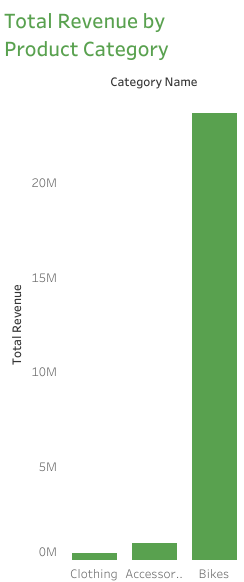 Total Revenue by
Product Category
Category Name
20M
15M
10M
5M
0M
Total Revenue
Clothing
Accessor..
Bikes